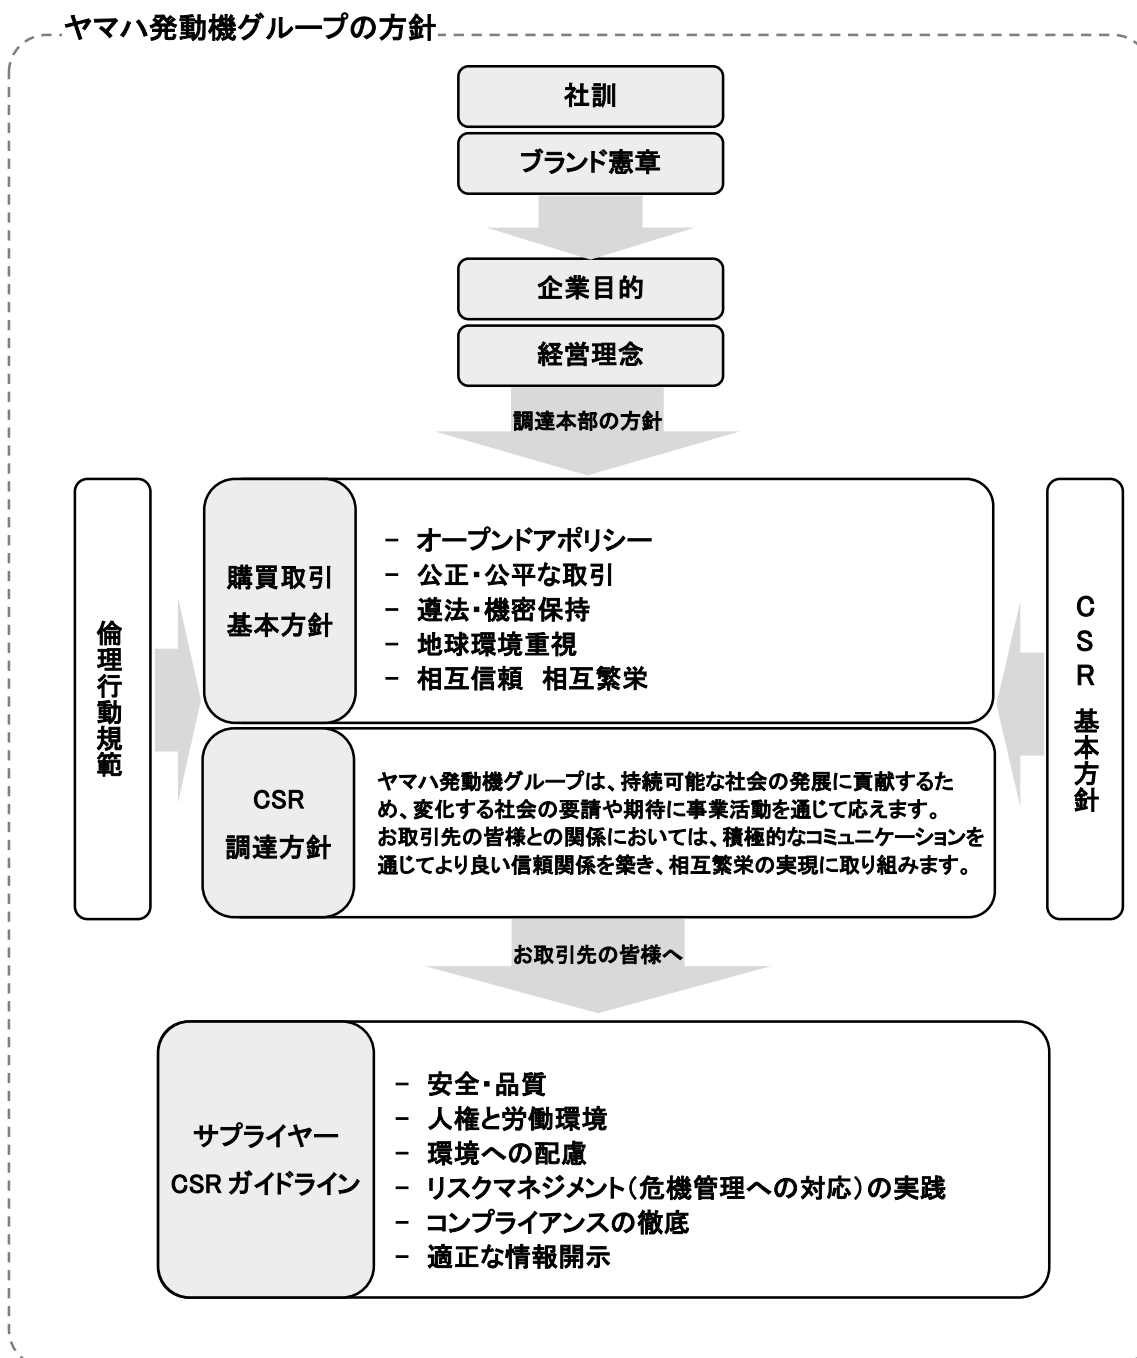 ヤマハ発動機グループの方針
社訓
ブランド憲章
企業目的
経営理念
調達本部の方針
倫理行動規範
購買取引
基本方針
- オープンドアポリシー
- 公正・公平な取引
- 遵法・機密保持
- 地球環境重視
- 相互信頼 相互繁栄
CSR 基本方針
CSR
調達方針
ヤマハ発動機グループは、持続可能な社会の発展に貢献するた
め、変化する社会の要請や期待に事業活動を通じて応えます。
お取引先の皆様との関係においては、積極的なコミュニケーションを
通じてより良い信頼関係を築き、相互繁栄の実現に取り組みます。
お取引先の皆様へ
サプライヤー
CSR ガイドライン
- 安全・品質
- 人権と労働環境
- 環境への配慮
- リスクマネジメント（危機管理への対応）の実践
- コンプライアンスの徹底
- 適正な情報開示